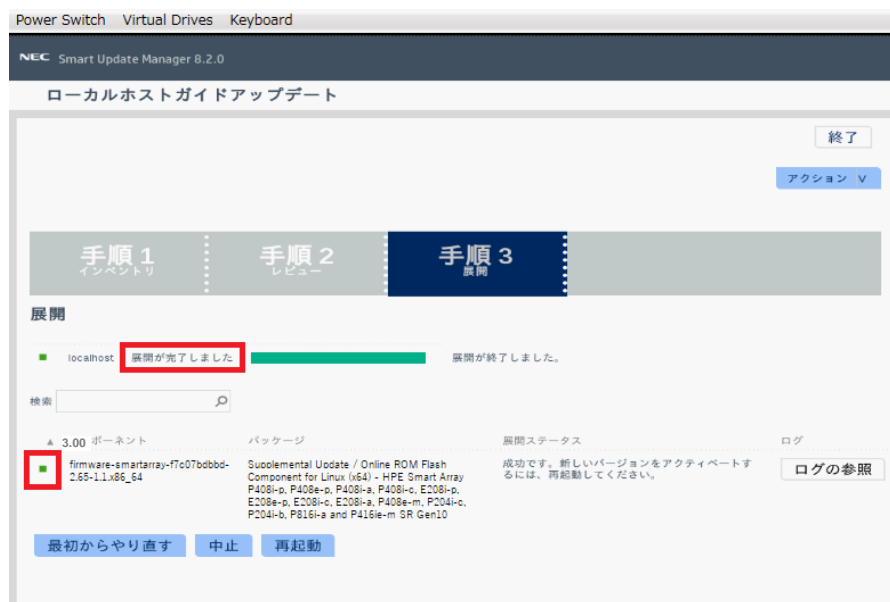 Power Switch Virtual Drives Keyboard
NEC Smart Update Manager 8.2.0
ローカルホストガイドアップデート
終了
アクション ∨
手順 1
インベントリ
手順 2
レビュー
手順 3
展開
展開
localhost 展開が完了しました 展開が終了しました。
検索
3.00 ポーネント パッケージ 展開ステータス ログ
firmware-smartarray-f7c07bdbbd-
2.65-1.1.x86_64
Supplemental Update / Online ROM Flash
Component for Linux (x64) - HPE Smart Array
P408i-p, P408e-p, P408i-a, P408i-c, E208i-p,
E208e-p, E208i-c, E208i-a, P408e-m, P204i-c,
P204i-b, P816i-a and P416ie-m SR Gen10
成功です。新しいバージョンをアクティベートす
るには、再起動してください。
ログの参照
最初からやり直す 中止 再起動